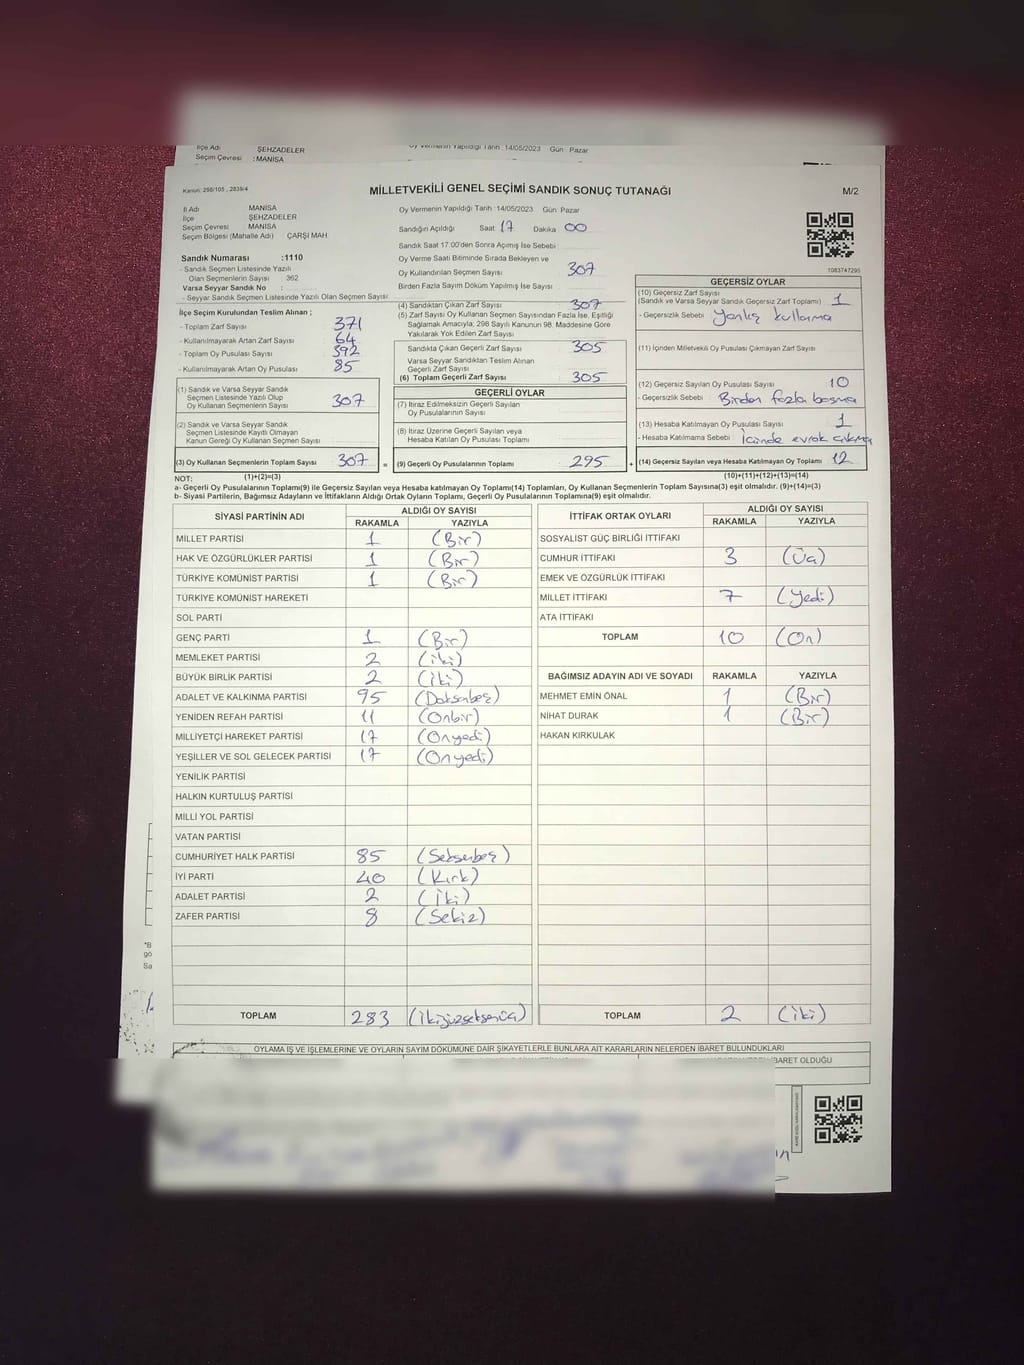 İlçe Adı ŞEHZADELER Oy Vermenin Yapıldığı Tarih :14/05/2023 Gün : Pazar
Seçim Çevresi : MANİSA
Kanun: 298/105 , 2839/4
MİLLETVEKİLİ GENEL SEÇİMİ SANDIK SONUÇ TUTANAĞI
M/2
İl Adı MANİSA
İlçe ŞEHZADELER
Seçim Çevresi MANİSA
Seçim Bölgesi (Mahalle Adı) ÇARŞI MAH
Oy Vermenin Yapıldığı Tarih :14/05/2023 Gün: Pazar
Sandığın Açıldığı Saat 17 Dakika 00
Sandık Saat 17.00'den Sonra Açımış İse Sebebi :
Oy Verme Saati Bitiminde Sırada Bekleyen ve
Oy Kullandırılan Seçmen Sayısı 307
Birden Fazla Sayım Döküm Yapılmış İse Sayısı :
1083747295
Sandık Numarası :1110
- Sandık Seçmen Listesinde Yazılı
Olan Seçmenlerin Sayısı : 362
Varsa Seyyar Sandık No :
- Seyyar Sandık Seçmen Listesinde Yazılı Olan Seçmen Sayısı:
İlçe Seçim Kurulundan Teslim Alınan ;
- Toplam Zarf Sayısı 371
- Kullanılmayarak Artan Zarf Sayısı 64
- Toplam Oy Pusulası Sayısı 392
- Kullanılmayarak Artan Oy Pusulası 85
(1) Sandık ve Varsa Seyyar Sandık
Seçmen Listesinde Yazılı Olup
Oy Kullanan Seçmenlerin Sayısı 307
(2) Sandık ve Varsa Seyyar Sandık
Seçmen Listesinde Kayıtlı Olmayan
Kanun Gereği Oy Kullanan Seçmen Sayısı
(3) Oy Kullanan Seçmenlerin Toplam Sayısı 307 =
(4) Sandıktan Çıkan Zarf Sayısı 307
(5) Zarf Sayısı Oy Kullanan Seçmen Sayısından Fazla İse, Eşitliği
Sağlamak Amacıyla; 298 Sayılı Kanunun 98. Maddesine Göre
Yakılarak Yok Edilen Zarf Sayısı
Sandıkta Çıkan Geçerli Zarf Sayısı 305
Varsa Seyyar Sandıktan Teslim Alınan
Geçerli Zarf Sayısı
(6) Toplam Geçerli Zarf Sayısı 305
GEÇERLİ OYLAR
(7) İtiraz Edilmeksizin Geçerli Sayılan
Oy Pusulalarının Sayısı
(8) İtiraz Üzerine Geçerli Sayılan veya
Hesaba Katılan Oy Pusulası Toplamı
(9) Geçerli Oy Pusulalarının Toplamı 295 +
GEÇERSİZ OYLAR
(10) Geçersiz Zarf Sayısı
(Sandık ve Varsa Seyyar Sandık Geçersiz Zarf Toplamı) 1
- Geçersizlik Sebebi Yanlış kullanma
(11) İçinden Milletvekili Oy Pusulası Çıkmayan Zarf Sayısı
(12) Geçersiz Sayılan Oy Pusulası Sayısı 10
- Geçersizlik Sebebi Birden fazla basma
(13) Hesaba Katılmayan Oy Pusulası Sayısı 1
- Hesaba Katılmama Sebebi İçinde evrak çıkma
(14) Geçersiz Sayılan veya Hesaba Katılmayan Oy Toplamı 12
NOT: (1)+(2)=(3) (10)+(11)+(12)+(13)=(14)
a- Geçerli Oy Pusulalarının Toplamı(9) ile Geçersiz Sayılan veya Hesaba Katılmayan Oy Toplamı(14) Toplamları, Oy Kullanan Seçmenlerin Toplam Sayısına(3) eşit olmalıdır. (9)+(14)=(3)
b- Siyasi Partilerin, Bağımsız Adayların ve İttifakların Aldığı Ortak Oyların Toplamı, Geçerli Oy Pusulalarının Toplamına(9) eşit olmalıdır.
SİYASİ PARTİNİN ADI ALDIĞI OY SAYISI
RAKAMLA YAZIYLA
MİLLET PARTİSİ 1 (Bir)
HAK VE ÖZGÜRLÜKLER PARTİSİ 1 (Bir)
TÜRKİYE KOMÜNİST PARTİSİ 1 (Bir)
TÜRKİYE KOMÜNİST HAREKETİ
SOL PARTİ
GENÇ PARTİ 1 (Bir)
MEMLEKET PARTİSİ 2 (iki)
BÜYÜK BİRLİK PARTİSİ 2 (iki)
ADALET VE KALKINMA PARTİSİ 95 (Doksanbeş)
YENİDEN REFAH PARTİSİ 11 (Onbir)
MİLLİYETÇİ HAREKET PARTİSİ 17 (Onyedi)
YEŞİLLER VE SOL GELECEK PARTİSİ 17 (Onyedi)
YENİLİK PARTİSİ
HALKIN KURTULUŞ PARTİSİ
MİLLİ YOL PARTİSİ
VATAN PARTİSİ
CUMHURİYET HALK PARTİSİ 85 (Seksenbeş)
İYİ PARTİ 40 (Kırk)
ADALET PARTİSİ 2 (iki)
ZAFER PARTİSİ 8 (Sekiz)
TOPLAM 283 (ikiyüzseksenüç)
İTTİFAK ORTAK OYLARI ALDIĞI OY SAYISI
RAKAMLA YAZIYLA
SOSYALİST GÜÇ BİRLİĞİ İTTİFAKI
CUMHUR İTTİFAKI 3 (Üç)
EMEK VE ÖZGÜRLÜK İTTİFAKI
MİLLET İTTİFAKI 7 (Yedi)
ATA İTTİFAKI
TOPLAM 10 (On)
BAĞIMSIZ ADAYIN ADI VE SOYADI RAKAMLA YAZIYLA
MEHMET EMİN ÖNAL 1 (Bir)
NİHAT DURAK 1 (Bir)
HAKAN KIRKULAK
TOPLAM 2 (iki)
*B
gö
Sa
OYLAMA İŞ VE İŞLEMLERİNE VE OYLARIN SAYIM DÖKÜMÜNE DAİR ŞİKAYETLERLE BUNLARA AİT KARARLARIN NELERDEN İBARET BULUNDUKLARI
BARET OLDUĞU